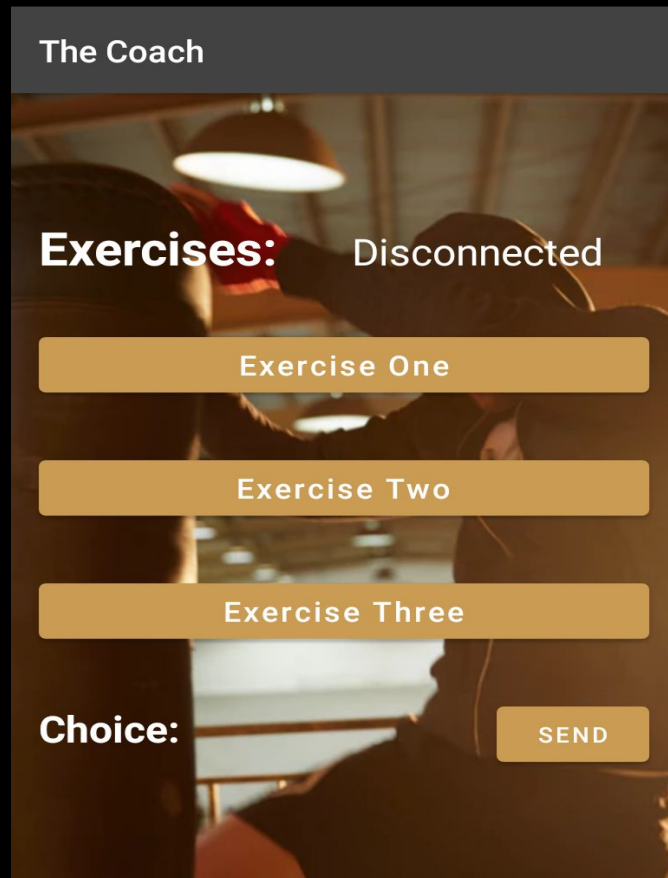 The Coach
Exercises: Disconnected
Exercise One
Exercise Two
Exercise Three
Choice: SEND